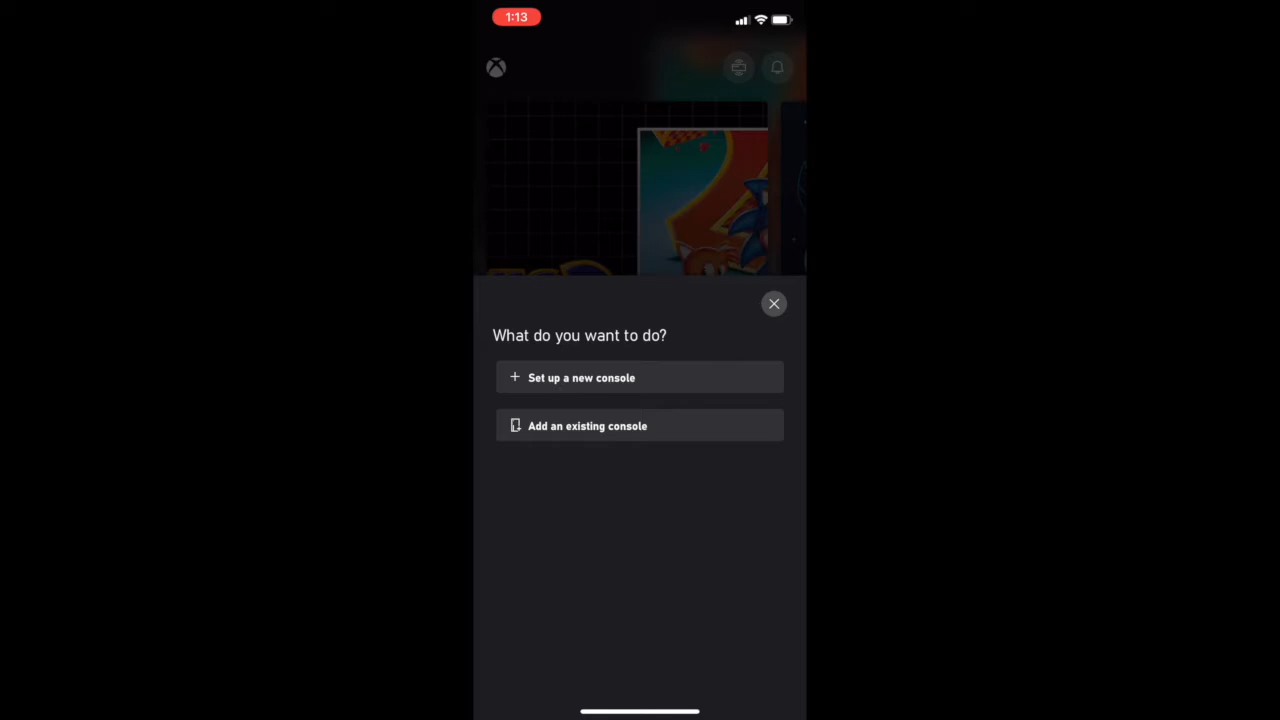 1:13
What do you want to do?
Set up a new console
Add an existing console